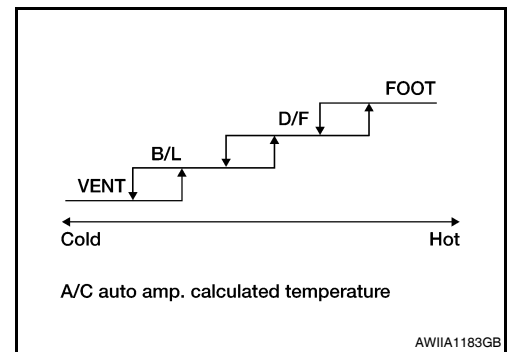 FOOT
D/F
B/L
VENT
Cold Hot
A/C auto amp. calculated temperature
AWIIA1183GB